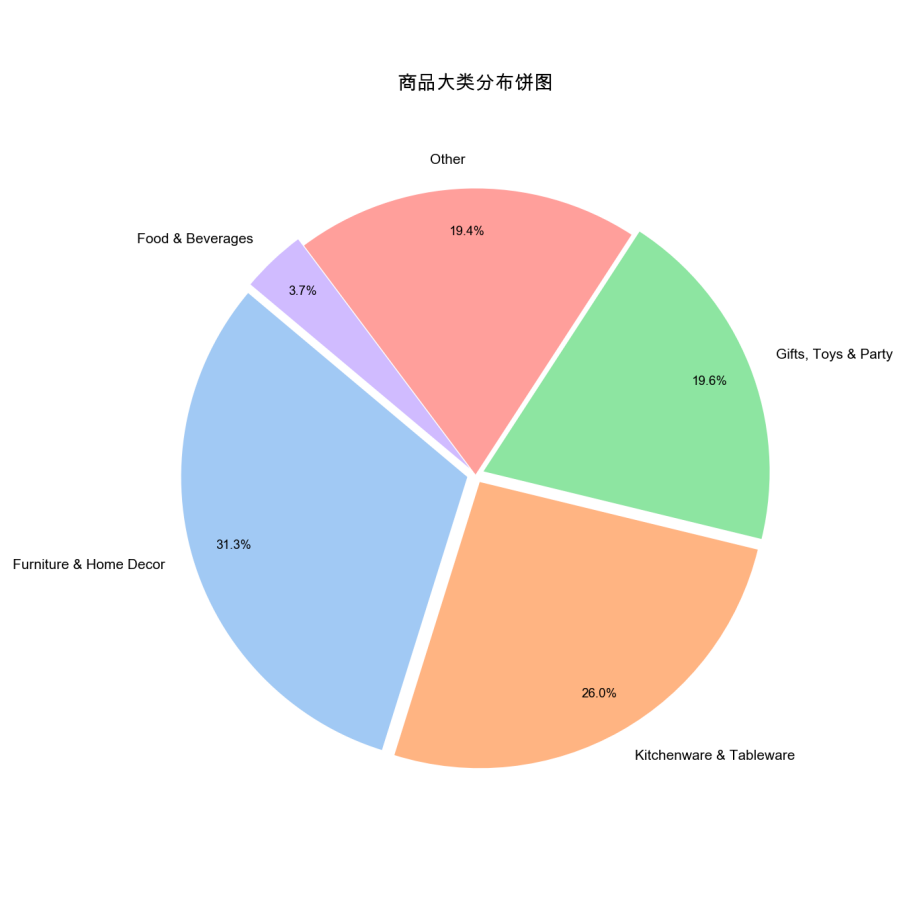 商品大类分布饼图
Other
19.4%
Food & Beverages
3.7%
Gifts, Toys & Party
19.6%
31.3%
Furniture & Home Decor
26.0%
Kitchenware & Tableware